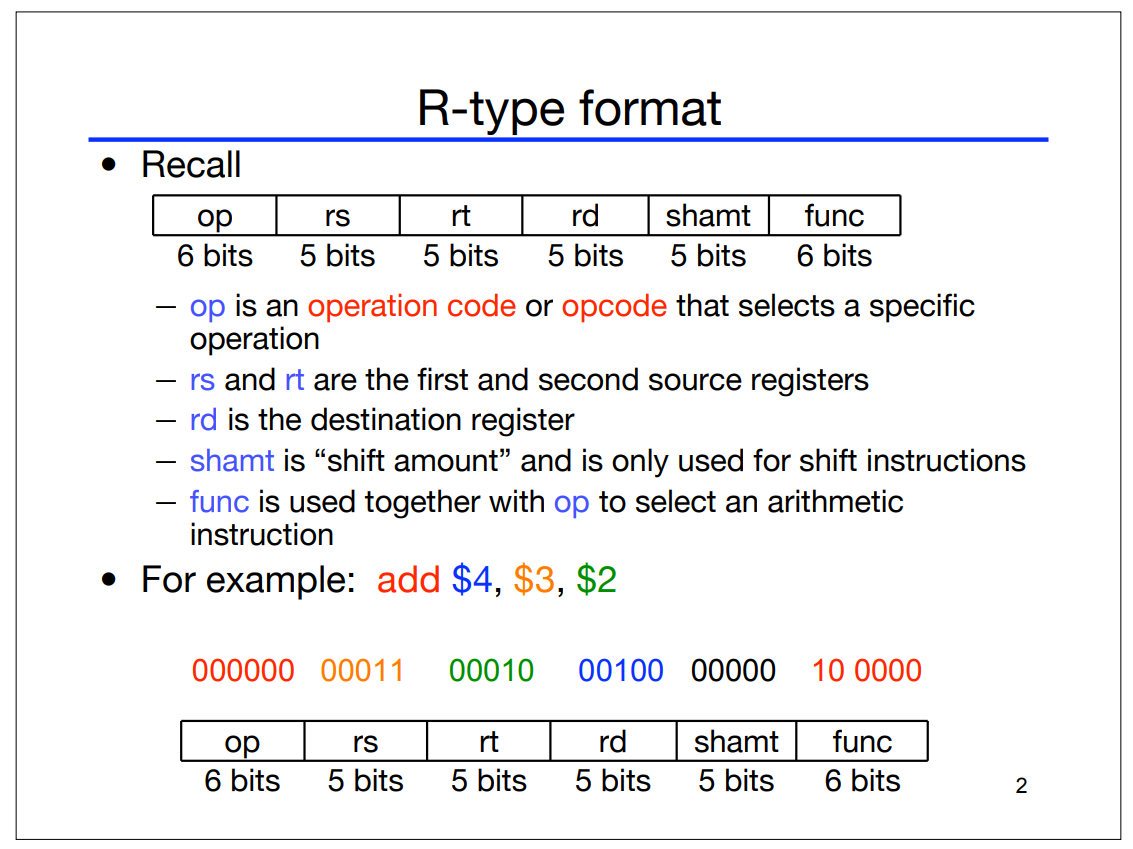 R-type format
• Recall
op rs rt rd shamt func
6 bits 5 bits 5 bits 5 bits 5 bits 6 bits
– op is an operation code or opcode that selects a specific
operation
– rs and rt are the first and second source registers
– rd is the destination register
– shamt is “shift amount” and is only used for shift instructions
– func is used together with op to select an arithmetic
instruction
• For example: add $4, $3, $2
000000 00011 00010 00100 00000 10 0000
op rs rt rd shamt func
6 bits 5 bits 5 bits 5 bits 5 bits 6 bits
2